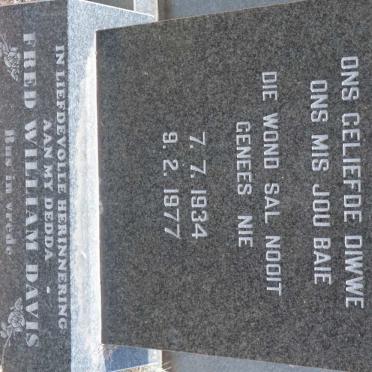 IN LIEFDEVOLLE HERINNERING
AAN MY DEDDA -
FRED WILLIAM DAVIS
Rus in vrede
ONS GELIEFDE DIWWE
ONS MIS JOU BAIE
DIE WOND SAL NOOIT
GENEES NIE
7. 7. 1934
9. 2. 1977